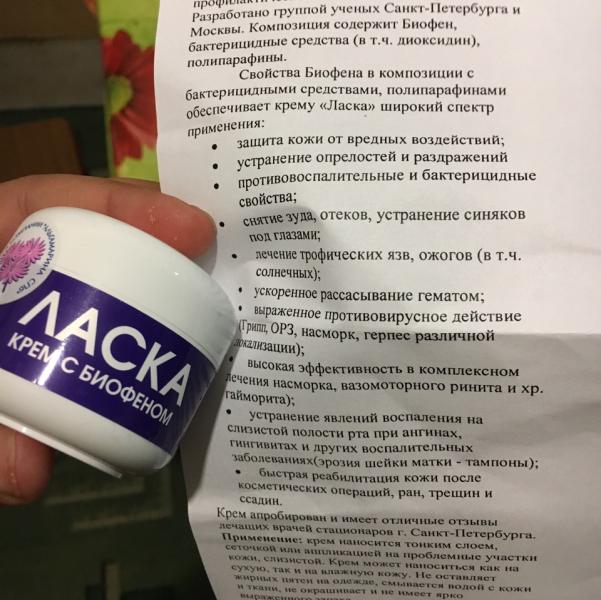 Разработано группой ученых Санкт-Петербурга и
Москвы. Композиция содержит Биофен,
бактерицидные средства (в т.ч. диоксидин),
полипарафины.
Свойства Биофена в композиции с
бактерицидными средствами, полипарафинами
обеспечивает крему «Ласка» широкий спектр
применения:
• защита кожи от вредных воздействий;
• устранение опрелостей и раздражений
• противовоспалительные и бактерицидные
свойства;
• снятие зуда, отеков, устранение синяков
под глазами;
• лечение трофических язв, ожогов (в т.ч.
солнечных);
• ускоренное рассасывание гематом;
• выраженное противовирусное действие
(Грипп, ОРЗ, насморк, герпес различной
локализации);
• высокая эффективность в комплексном
лечения насморка, вазомоторного ринита и хр.
гайморита);
• устранение явлений воспаления на
слизистой полости рта при ангинах,
гингивитах и других воспалительных
заболеваниях(эрозия шейки матки - тампоны);
• быстрая реабилитация кожи после
косметических операций, ран, трещин и
ссадин.
Крем апробирован и имеет отличные отзывы
лечащих врачей стационаров г. Санкт-Петербурга.
Применение: крем наносится тонким слоем,
сеточкой или аппликацией на проблемные участки
кожи, слизистой. Крем может наноситься как на
сухую, так и на влажную кожу. Не оставляет
жирных пятен на одежде, смывается водой с кожи
и ткани, не окрашивает и не имеет ярко
ЛАСКА
КРЕМ С БИОФЕНОМ